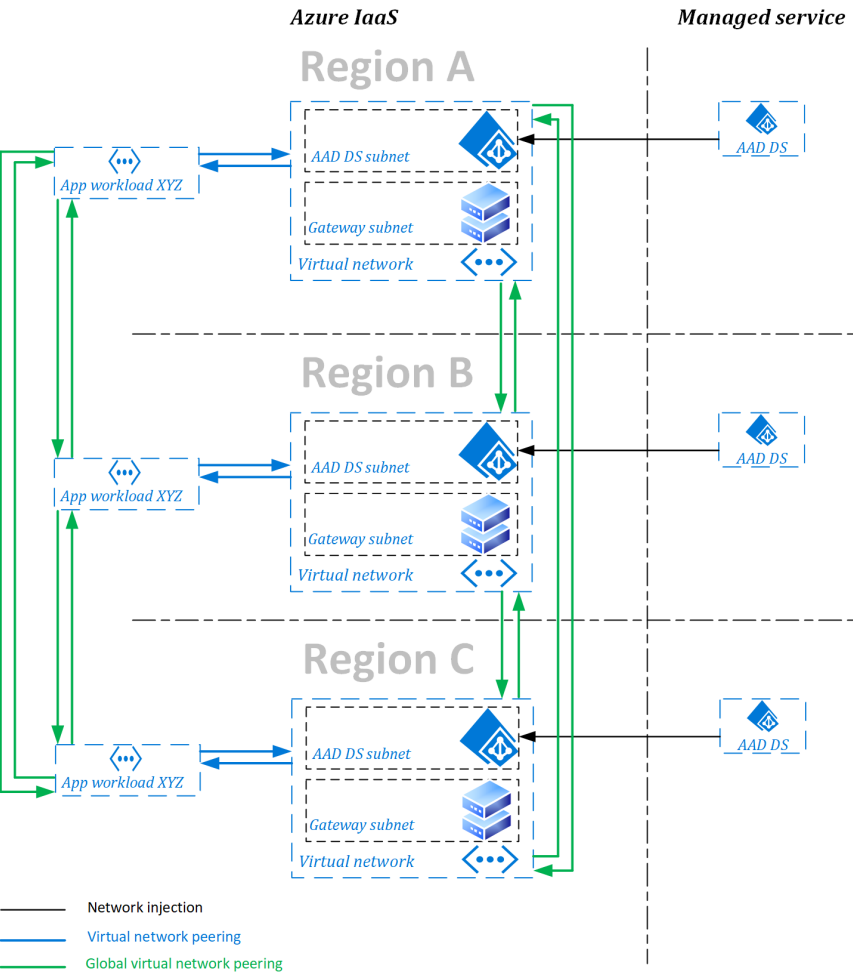 Azure IaaS
Managed service
Region A
AAD DS subnet
AAD DS
App workload XYZ
Gateway subnet
Virtual network
Region B
AAD DS subnet
AAD DS
App workload XYZ
Gateway subnet
Virtual network
Region C
AAD DS subnet
AAD DS
App workload XYZ
Gateway subnet
Virtual network
Network injection
Virtual network peering
Global virtual network peering